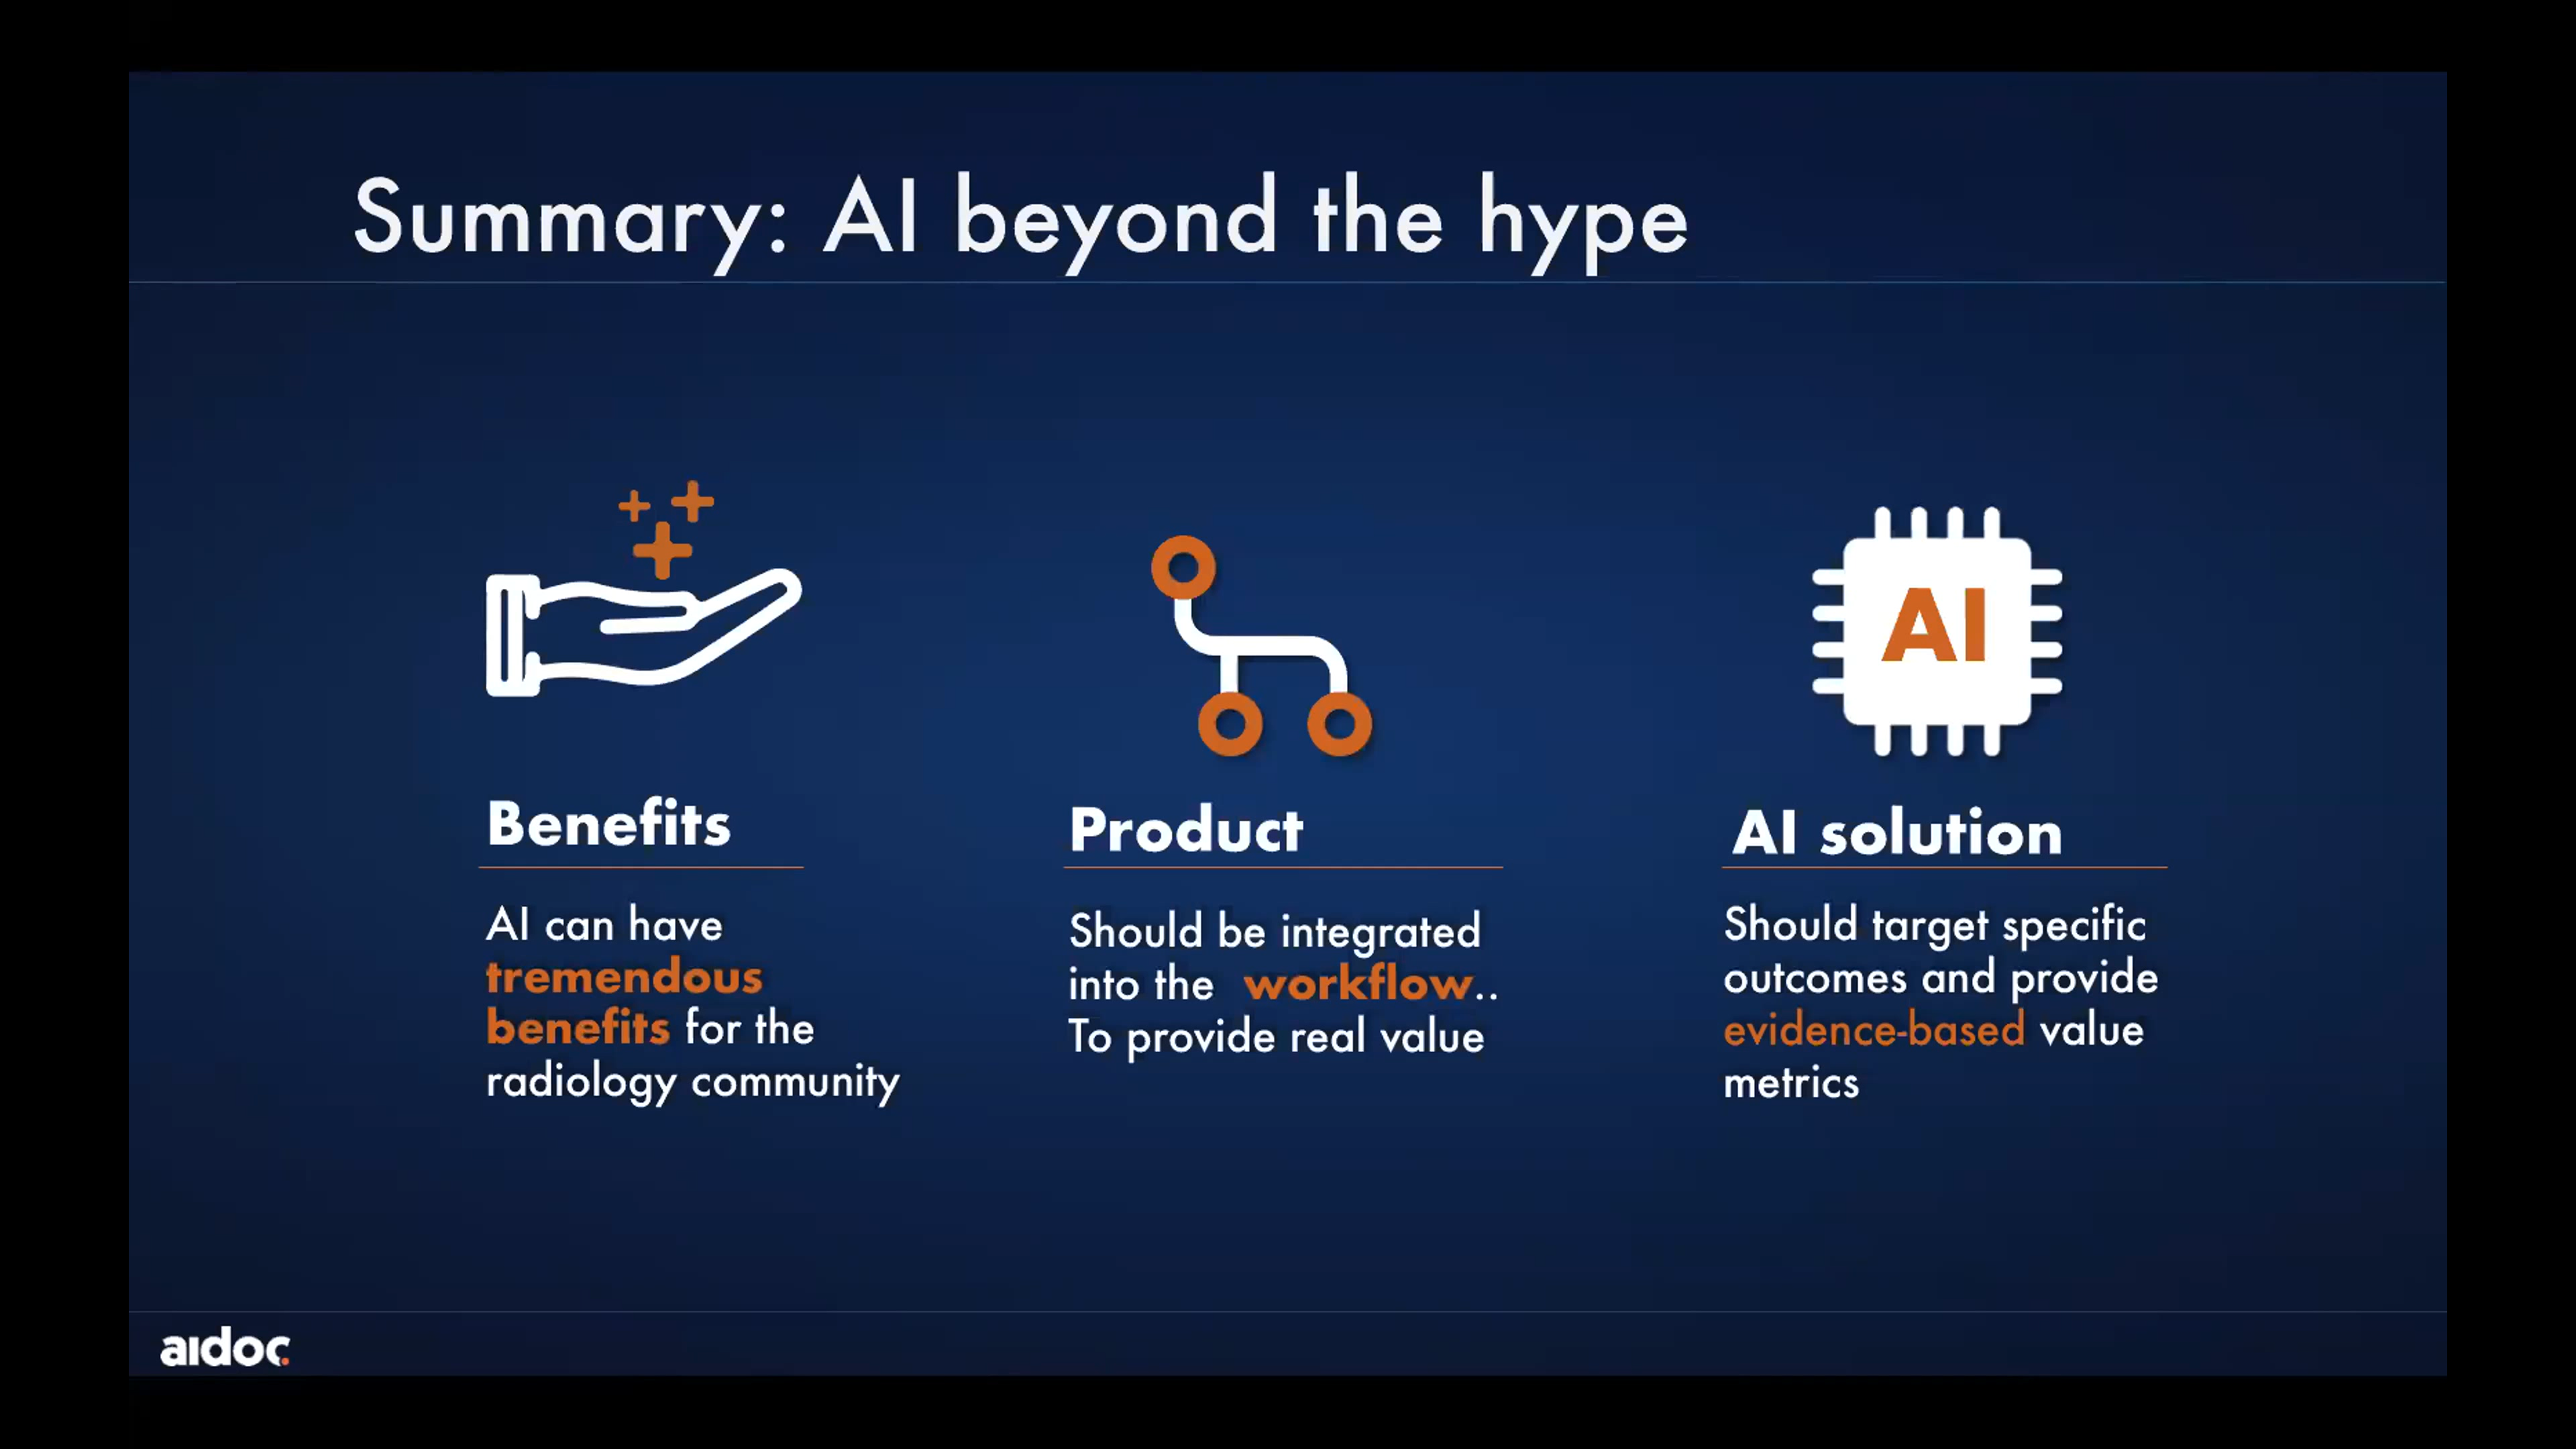 Summary: AI beyond the hype
AI
Benefits
AI can have
tremendous
benefits for the
radiology community
Product
Should be integrated
into the workflow..
To provide real value
AI solution
Should target specific
outcomes and provide
evidence-based value
metrics
aidoc.